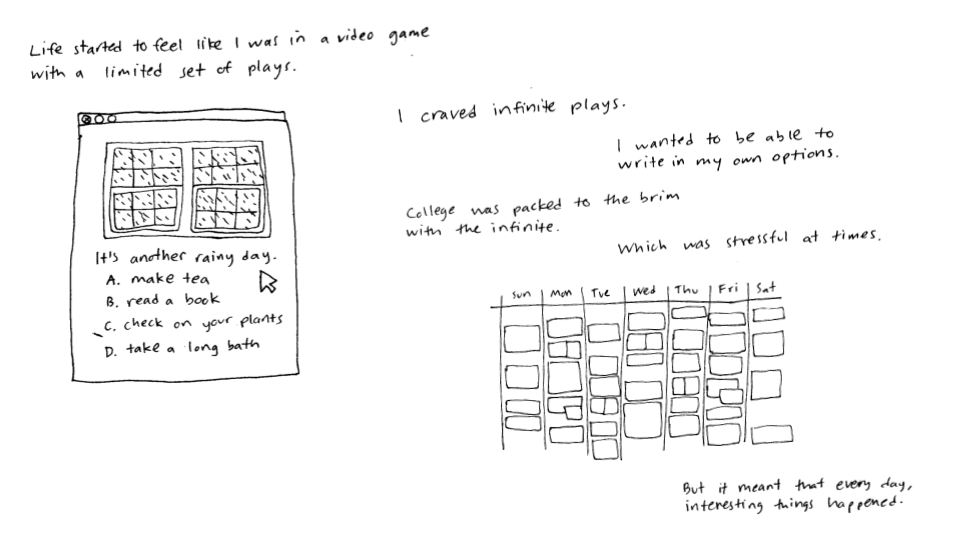 Life started to feel like I was in a video game
with a limited set of plays.
I craved infinite plays.
I wanted to be able to
write in my own options.
It's another rainy day.
A. make tea
B. read a book
C. check on your plants
D. take a long bath
College was packed to the brim
with the infinite.
Which was stressful at times.
Sun Mon Tue Wed Thu Fri Sat
But it meant that every day,
interesting things happened.